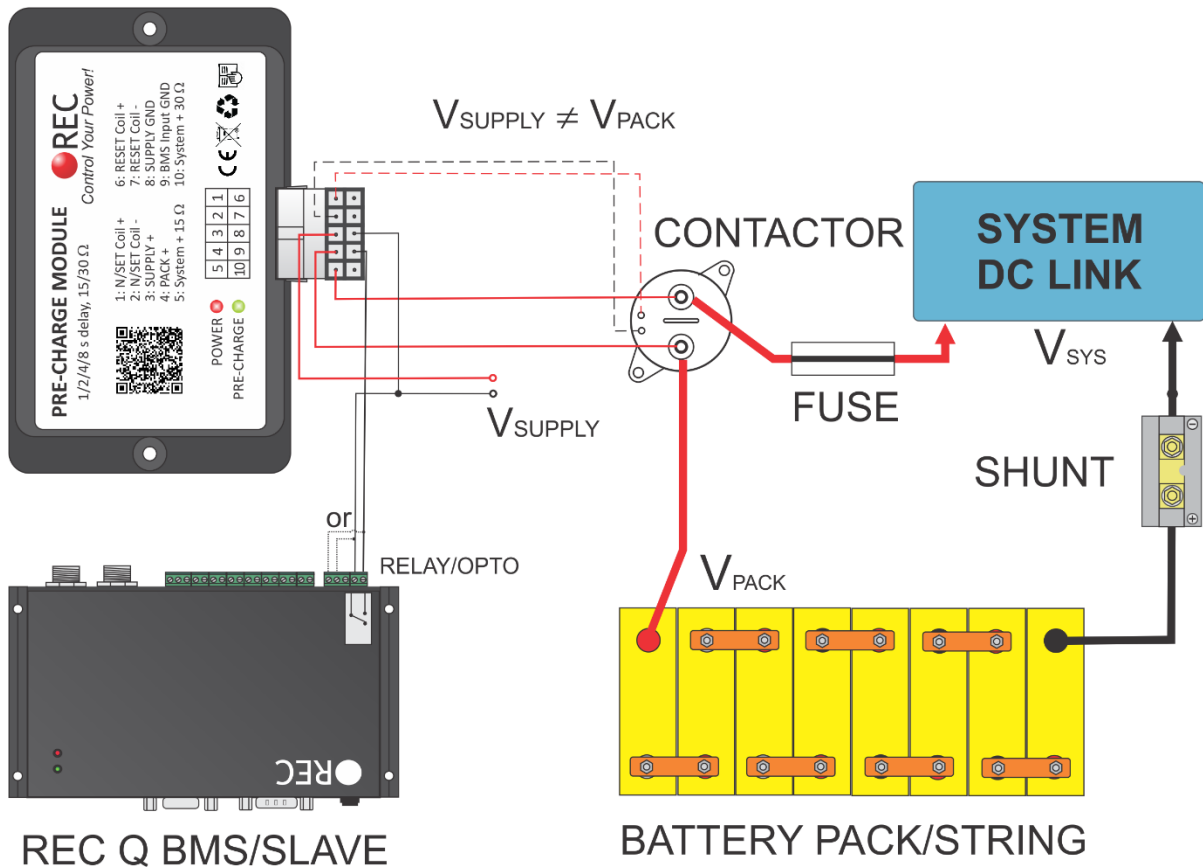 PRE-CHARGE MODULE
1/2/4/8 s delay, 15/30 Ω
REC
Control Your Power!
1: N/SET Coil +
2: N/SET Coil -
3: SUPPLY +
4: PACK +
5: System + 15 Ω
6: RESET Coil +
7: RESET Coil -
8: SUPPLY GND
9: BMS Input GND
10: System + 30 Ω
POWER
PRE-CHARGE
5 4 3 2 1
10 9 8 7 6
CE
VSUPPLY ≠ VPACK
CONTACTOR
SYSTEM
DC LINK
VSYS
FUSE
VSUPPLY
SHUNT
or
RELAY/OPTO
VPACK
REC
REC Q BMS/SLAVE
BATTERY PACK/STRING